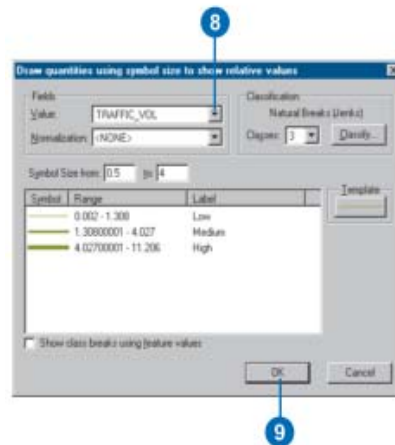 8
Draw quantities using symbol size to show relative values
Fields
Value: TRAFFIC_VOL
Normalization: <NONE>
Classification
Natural Breaks (Jenks)
Classes: 3 Classify...
Symbol Size from: 0.5 to 4
Template
Symbol Range Label
0.002 - 1.308 Low
1.30800001 - 4.027 Medium
4.02700001 - 11.206 High
Show class breaks using feature values
OK Cancel
9